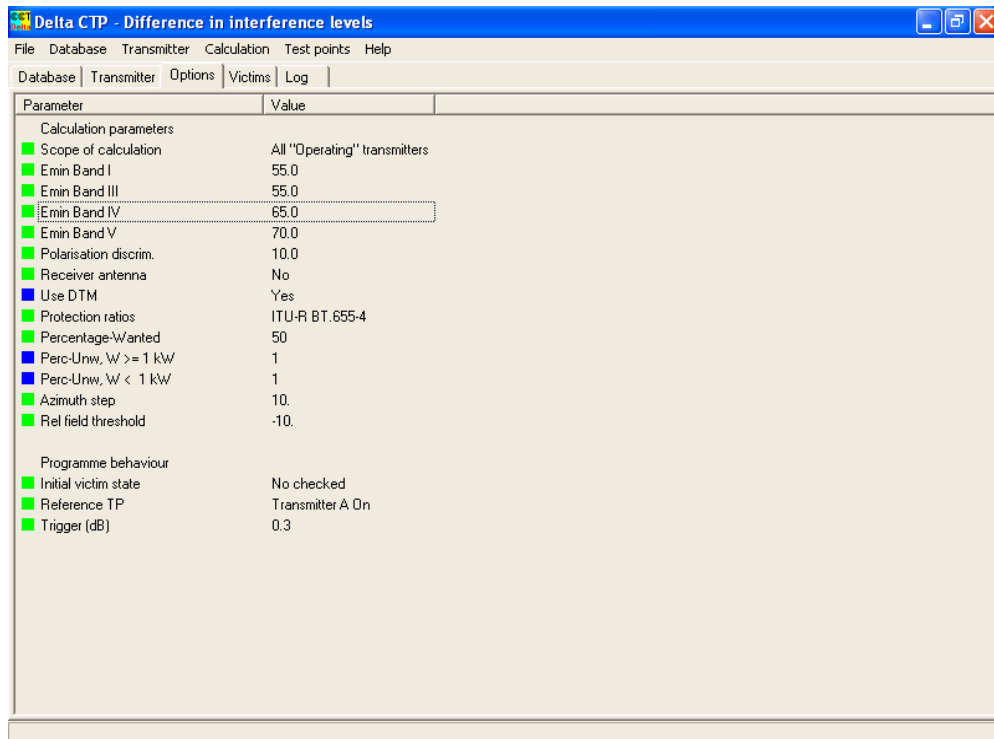 CCT Delta Delta CTP - Difference in interference levels
File Database Transmitter Calculation Test points Help
Database Transmitter Options Victims Log
Parameter Value
Calculation parameters
Scope of calculation All "Operating" transmitters
Emin Band I 55.0
Emin Band III 55.0
Emin Band IV 65.0
Emin Band V 70.0
Polarisation discrim. 10.0
Receiver antenna No
Use DTM Yes
Protection ratios ITU-R BT.655-4
Percentage-Wanted 50
Perc-Unw, W >= 1 kW 1
Perc-Unw, W < 1 kW 1
Azimuth step 10.
Rel field threshold -10.
Programme behaviour
Initial victim state No checked
Reference TP Transmitter A On
Trigger (dB) 0.3